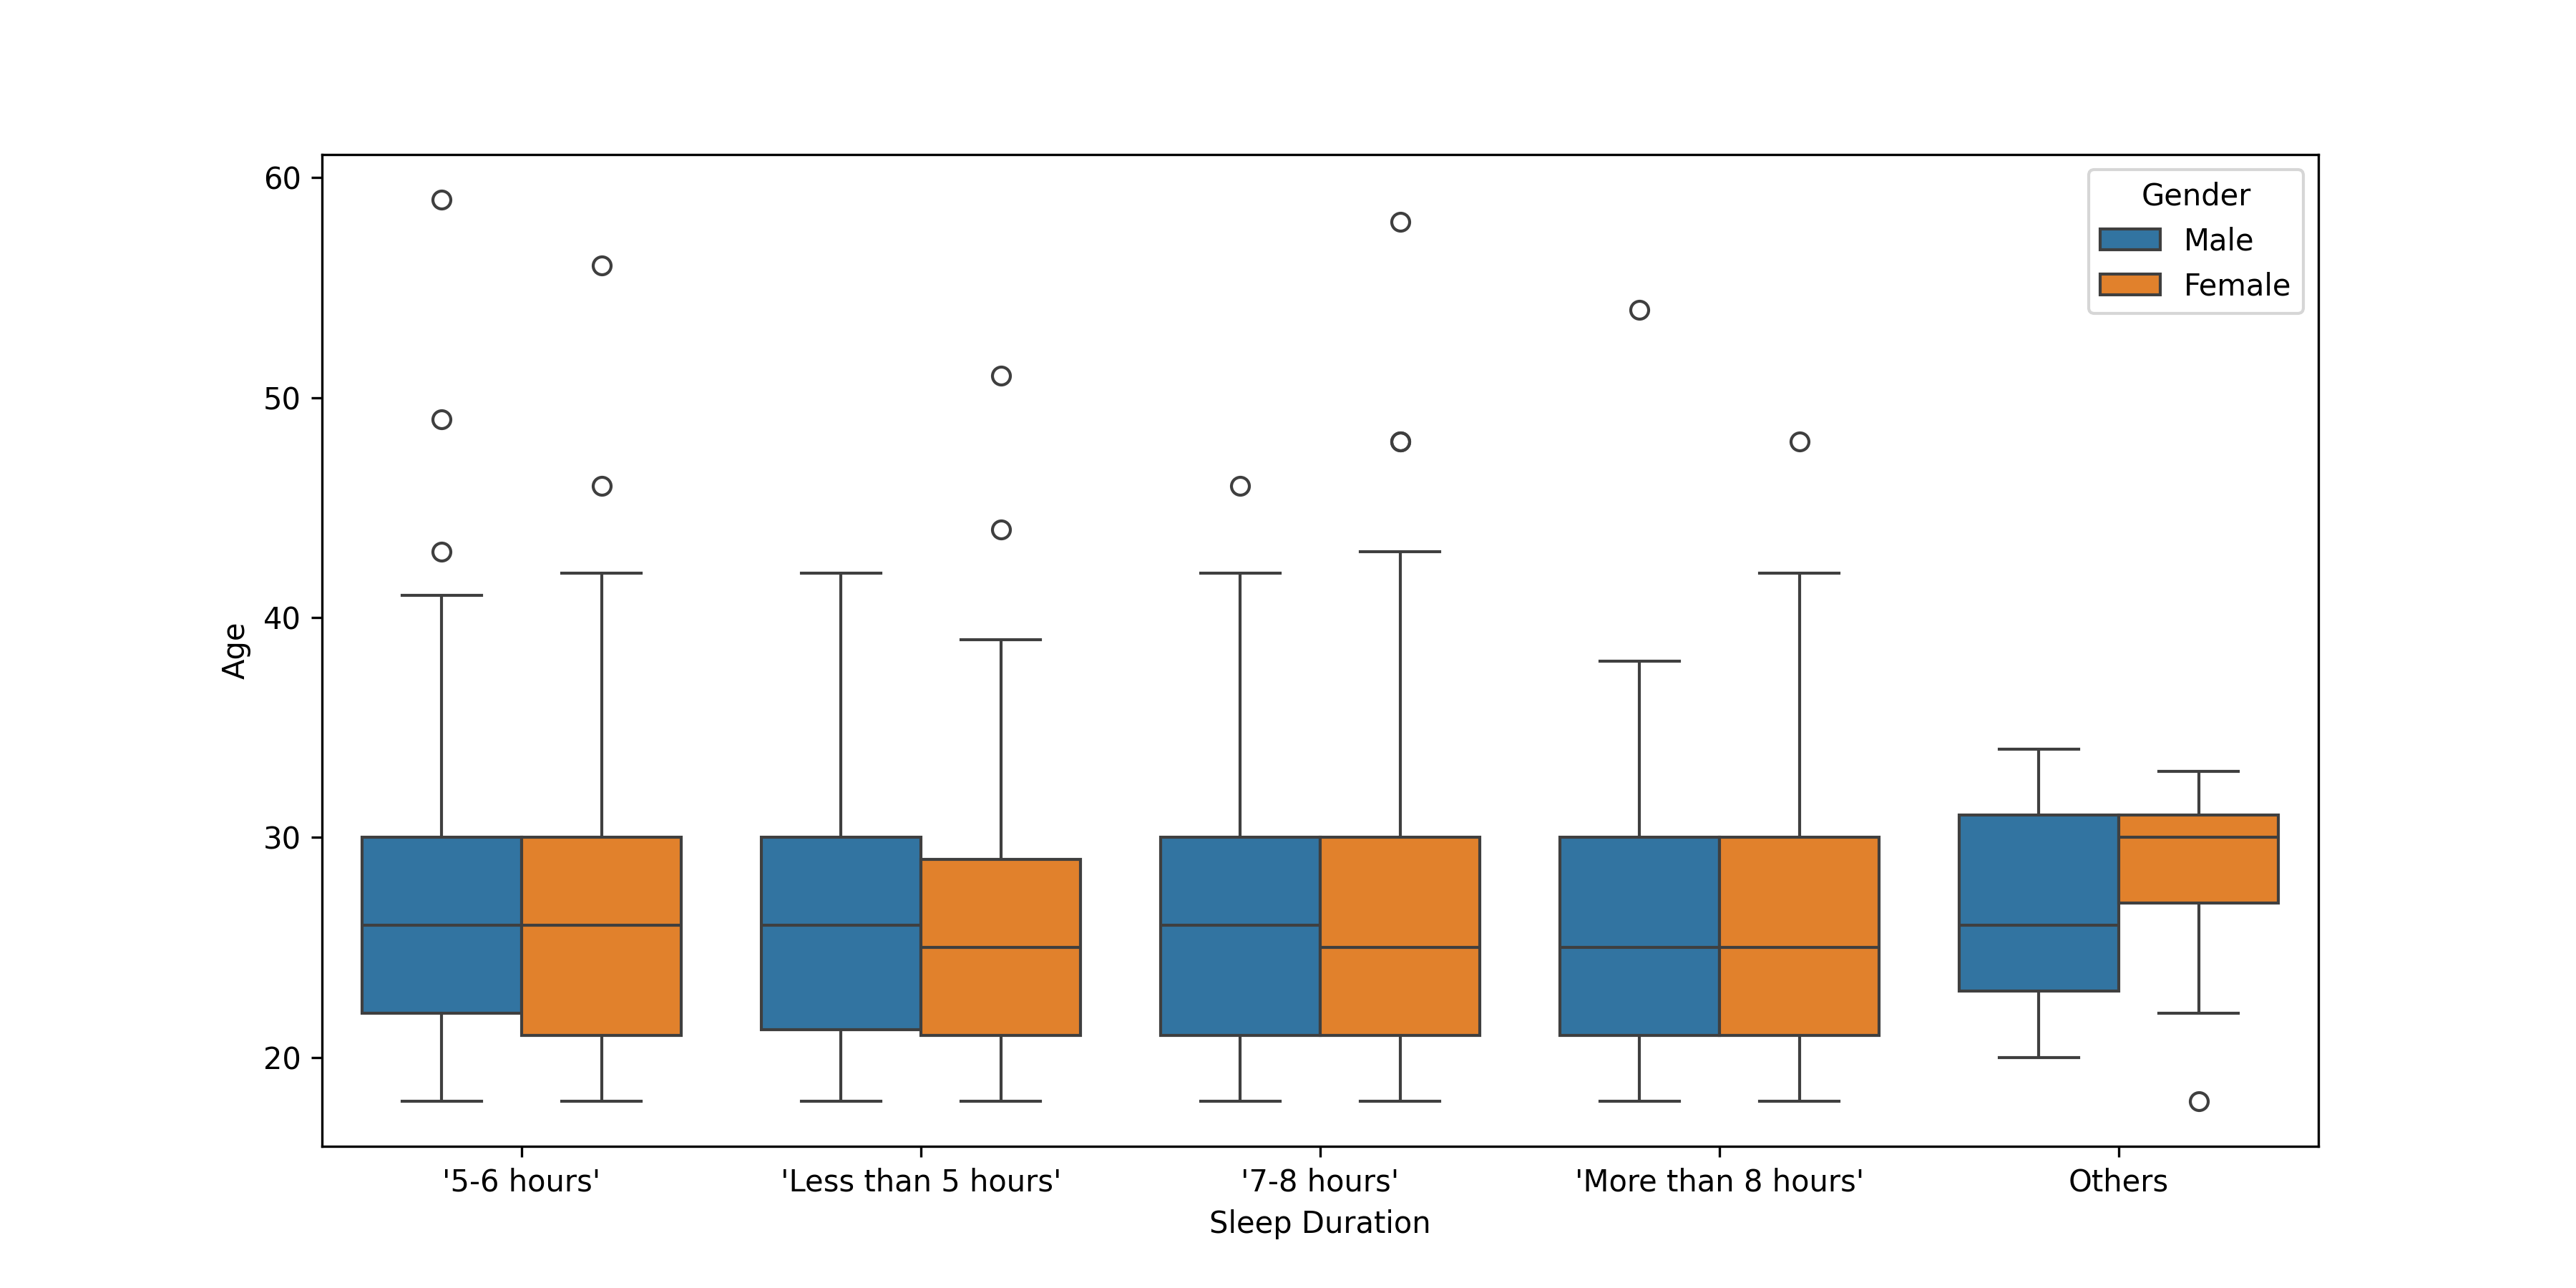 Gender
Male
Female
60
50
40
30
20
Age
'5-6 hours'
'Less than 5 hours'
'7-8 hours'
'More than 8 hours'
Others
Sleep Duration